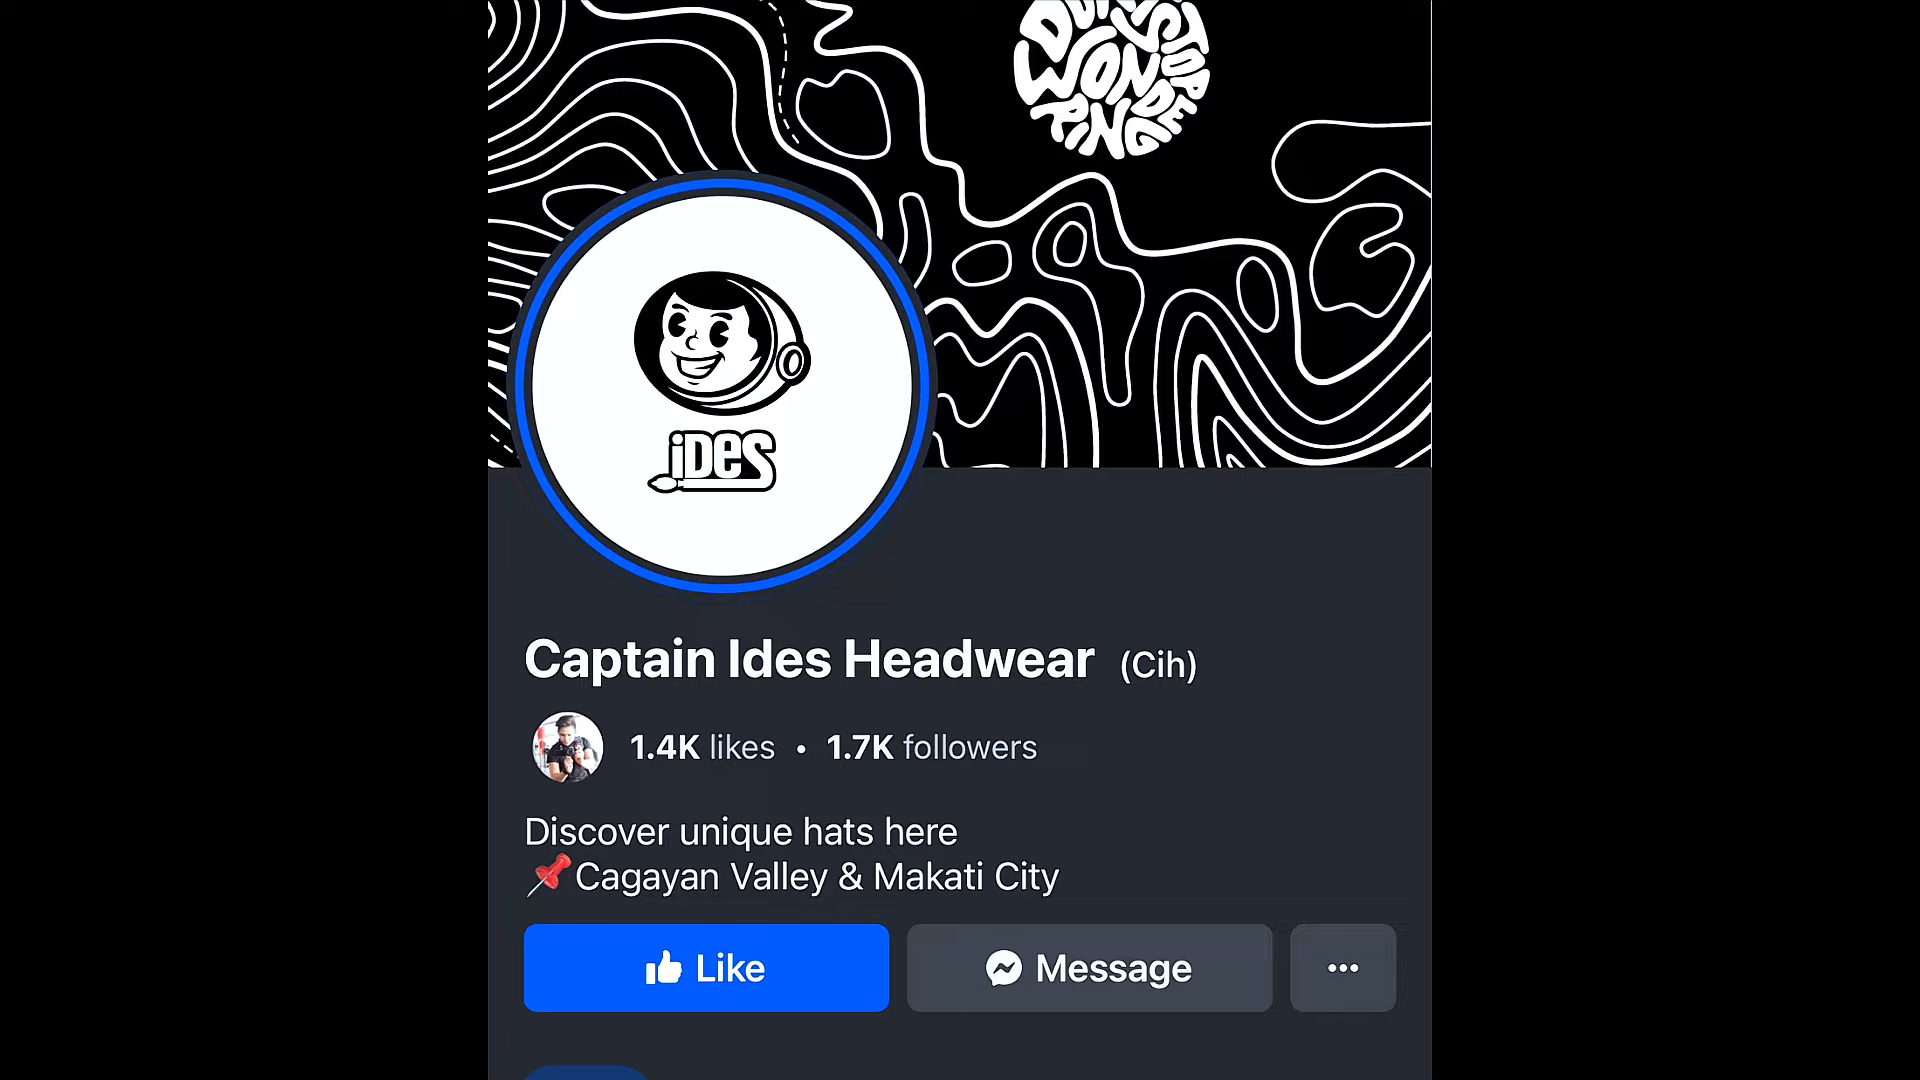 WONDERING
iDes
Captain Ides Headwear (Cih)
1.4K likes • 1.7K followers
Discover unique hats here
📌Cagayan Valley & Makati City
Like
Message